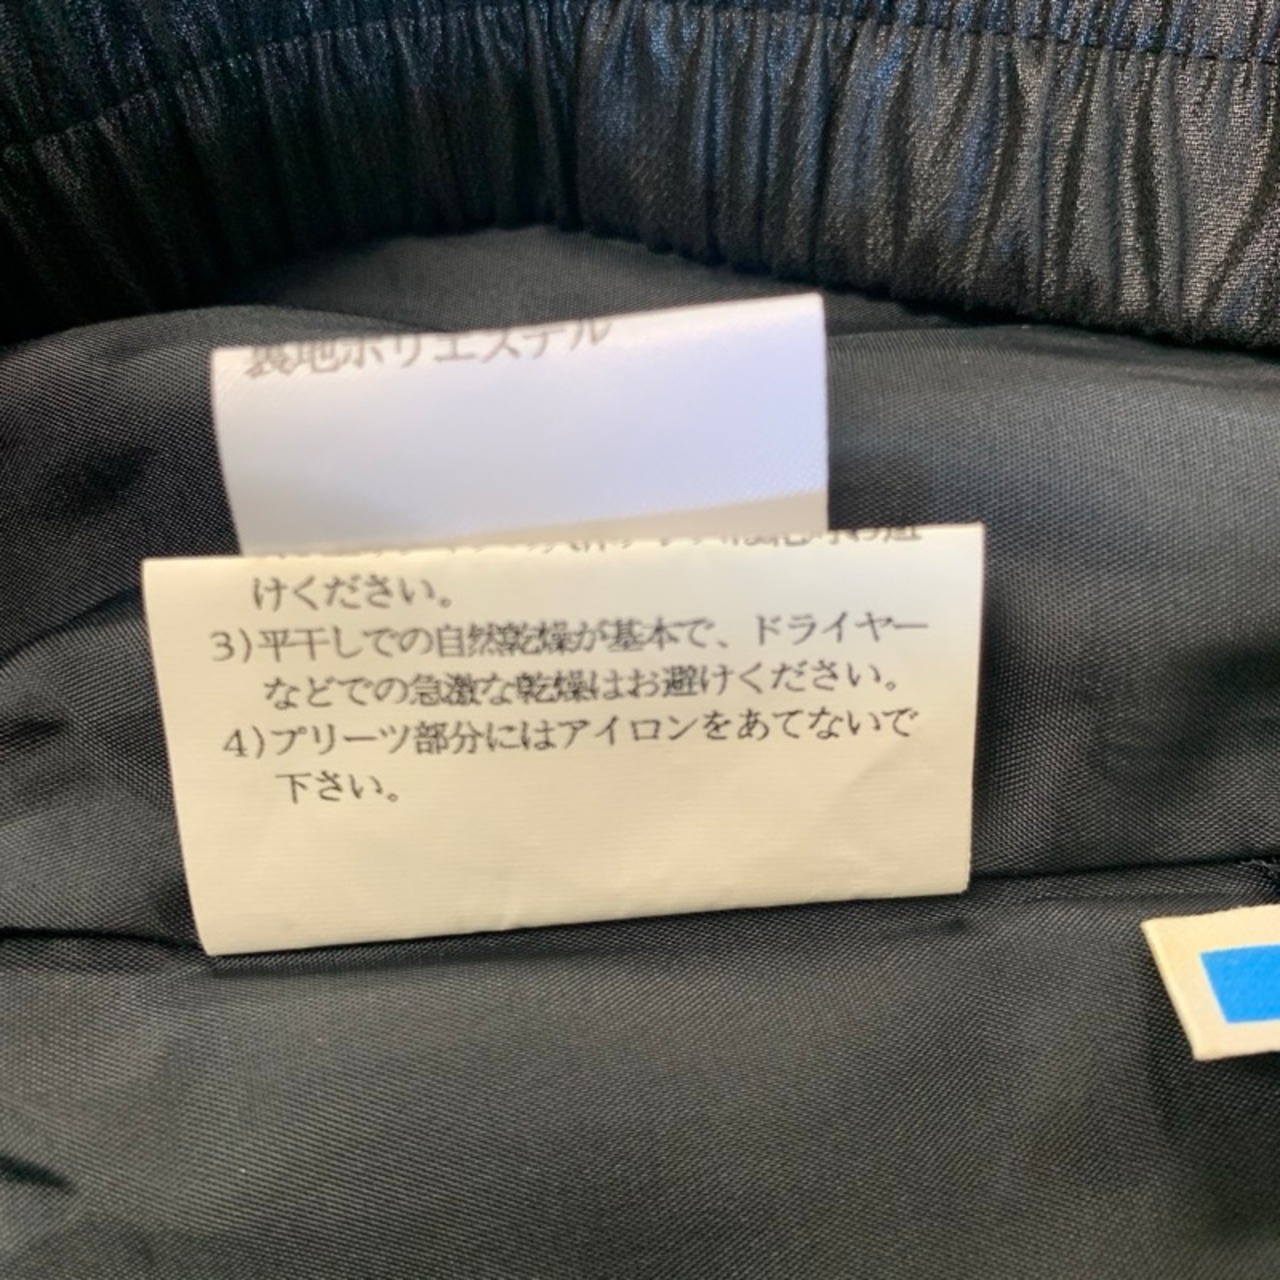 裏地ポリエステル
けください。
3)平干しでの自然乾燥が基本で、ドライヤー
などでの急激な乾燥はお避けください。
4)プリーツ部分にはアイロンをあてないで
下さい。